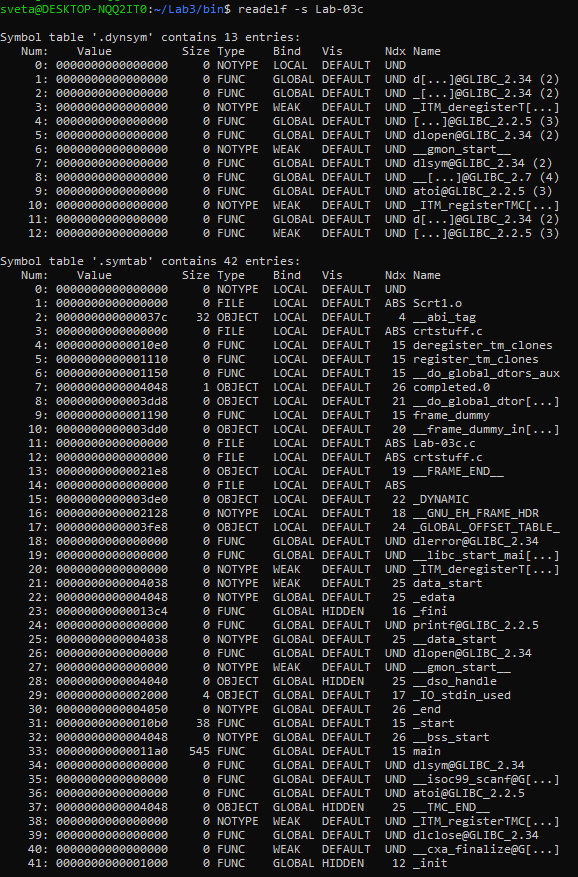 sveta@DESKTOP-NQQ2IT0:~/Lab3/bin$ readelf -s Lab-03c

Symbol table '.dynsym' contains 13 entries:
   Num:    Value          Size Type    Bind   Vis      Ndx Name
     0: 0000000000000000     0 NOTYPE  LOCAL  DEFAULT  UND
     1: 0000000000000000     0 FUNC    GLOBAL DEFAULT  UND d[...]@GLIBC_2.34 (2)
     2: 0000000000000000     0 FUNC    GLOBAL DEFAULT  UND _[...]@GLIBC_2.34 (2)
     3: 0000000000000000     0 NOTYPE  WEAK   DEFAULT  UND _ITM_deregisterT[...]
     4: 0000000000000000     0 FUNC    GLOBAL DEFAULT  UND [...]@GLIBC_2.2.5 (3)
     5: 0000000000000000     0 FUNC    GLOBAL DEFAULT  UND dlopen@GLIBC_2.34 (2)
     6: 0000000000000000     0 NOTYPE  WEAK   DEFAULT  UND __gmon_start__
     7: 0000000000000000     0 FUNC    GLOBAL DEFAULT  UND dlsym@GLIBC_2.34 (2)
     8: 0000000000000000     0 FUNC    GLOBAL DEFAULT  UND __[...]@GLIBC_2.7 (4)
     9: 0000000000000000     0 FUNC    GLOBAL DEFAULT  UND atoi@GLIBC_2.2.5 (3)
    10: 0000000000000000     0 NOTYPE  WEAK   DEFAULT  UND _ITM_registerTMC[...]
    11: 0000000000000000     0 FUNC    GLOBAL DEFAULT  UND d[...]@GLIBC_2.34 (2)
    12: 0000000000000000     0 FUNC    WEAK   DEFAULT  UND [...]@GLIBC_2.2.5 (3)

Symbol table '.symtab' contains 42 entries:
   Num:    Value          Size Type    Bind   Vis      Ndx Name
     0: 0000000000000000     0 NOTYPE  LOCAL  DEFAULT  UND
     1: 0000000000000000     0 FILE    LOCAL  DEFAULT  ABS Scrt1.o
     2: 000000000000037c    32 OBJECT  LOCAL  DEFAULT    4 __abi_tag
     3: 0000000000000000     0 FILE    LOCAL  DEFAULT  ABS crtstuff.c
     4: 00000000000010e0     0 FUNC    LOCAL  DEFAULT   15 deregister_tm_clones
     5: 0000000000001110     0 FUNC    LOCAL  DEFAULT   15 register_tm_clones
     6: 0000000000001150     0 FUNC    LOCAL  DEFAULT   15 __do_global_dtors_aux
     7: 0000000000004048     1 OBJECT  LOCAL  DEFAULT   26 completed.0
     8: 0000000000003dd8     0 OBJECT  LOCAL  DEFAULT   21 __do_global_dtor[...]
     9: 0000000000001190     0 FUNC    LOCAL  DEFAULT   15 frame_dummy
    10: 0000000000003dd0     0 OBJECT  LOCAL  DEFAULT   20 __frame_dummy_in[...]
    11: 0000000000000000     0 FILE    LOCAL  DEFAULT  ABS Lab-03c.c
    12: 0000000000000000     0 FILE    LOCAL  DEFAULT  ABS crtstuff.c
    13: 00000000000021e8     0 OBJECT  LOCAL  DEFAULT   19 __FRAME_END__
    14: 0000000000000000     0 FILE    LOCAL  DEFAULT  ABS
    15: 0000000000003de0     0 OBJECT  LOCAL  DEFAULT   22 _DYNAMIC
    16: 0000000000002128     0 NOTYPE  LOCAL  DEFAULT   18 __GNU_EH_FRAME_HDR
    17: 0000000000003fe8     0 OBJECT  LOCAL  DEFAULT   24 _GLOBAL_OFFSET_TABLE_
    18: 0000000000000000     0 FUNC    GLOBAL DEFAULT  UND dlerror@GLIBC_2.34
    19: 0000000000000000     0 FUNC    GLOBAL DEFAULT  UND __libc_start_mai[...]
    20: 0000000000000000     0 NOTYPE  WEAK   DEFAULT  UND _ITM_deregisterT[...]
    21: 0000000000004038     0 NOTYPE  WEAK   DEFAULT   25 data_start
    22: 0000000000004048     0 NOTYPE  GLOBAL DEFAULT   25 _edata
    23: 00000000000013c4     0 FUNC    GLOBAL HIDDEN    16 _fini
    24: 0000000000000000     0 FUNC    GLOBAL DEFAULT  UND printf@GLIBC_2.2.5
    25: 0000000000004038     0 NOTYPE  GLOBAL DEFAULT   25 __data_start
    26: 0000000000000000     0 FUNC    GLOBAL DEFAULT  UND dlopen@GLIBC_2.34
    27: 0000000000000000     0 NOTYPE  WEAK   DEFAULT  UND __gmon_start__
    28: 0000000000004040     0 OBJECT  GLOBAL HIDDEN    25 __dso_handle
    29: 0000000000002000     4 OBJECT  GLOBAL DEFAULT   17 _IO_stdin_used
    30: 0000000000004050     0 NOTYPE  GLOBAL DEFAULT   26 _end
    31: 00000000000010b0    38 FUNC    GLOBAL DEFAULT   15 _start
    32: 0000000000004048     0 NOTYPE  GLOBAL DEFAULT   26 __bss_start
    33: 00000000000011a0   545 FUNC    GLOBAL DEFAULT   15 main
    34: 0000000000000000     0 FUNC    GLOBAL DEFAULT  UND dlsym@GLIBC_2.34
    35: 0000000000000000     0 FUNC    GLOBAL DEFAULT  UND __isoc99_scanf@G[...]
    36: 0000000000000000     0 FUNC    GLOBAL DEFAULT  UND atoi@GLIBC_2.2.5
    37: 0000000000004048     0 OBJECT  GLOBAL HIDDEN    25 __TMC_END__
    38: 0000000000000000     0 NOTYPE  WEAK   DEFAULT  UND _ITM_registerTMC[...]
    39: 0000000000000000     0 FUNC    GLOBAL DEFAULT  UND dlclose@GLIBC_2.34
    40: 0000000000000000     0 FUNC    WEAK   DEFAULT  UND __cxa_finalize@G[...]
    41: 0000000000001000     0 FUNC    GLOBAL HIDDEN    12 _init